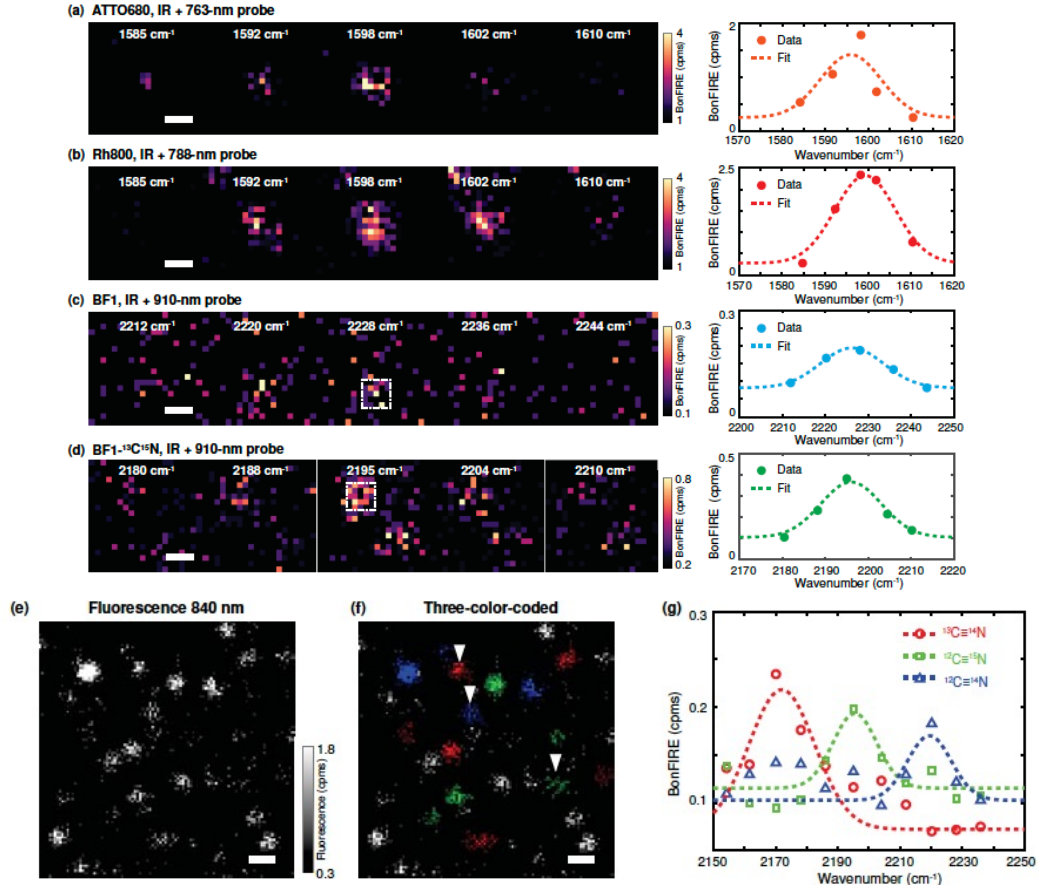 (a) ATTO680, IR + 763-nm probe
1585 cm⁻¹ 1592 cm⁻¹ 1598 cm⁻¹ 1602 cm⁻¹ 1610 cm⁻¹
4
BonFIRE (cpms)
1
2
BonFIRE (cpms)
0
Data
Fit
1570 1580 1590 1600 1610 1620
Wavenumber (cm⁻¹)
(b) Rh800, IR + 788-nm probe
1585 cm⁻¹ 1592 cm⁻¹ 1598 cm⁻¹ 1602 cm⁻¹ 1610 cm⁻¹
4
BonFIRE (cpms)
1
2.5
BonFIRE (cpms)
0
Data
Fit
1570 1580 1590 1600 1610 1620
Wavenumber (cm⁻¹)
(c) BF1, IR + 910-nm probe
2212 cm⁻¹ 2220 cm⁻¹ 2228 cm⁻¹ 2236 cm⁻¹ 2244 cm⁻¹
0.3
BonFIRE (cpms)
0.1
0.3
BonFIRE (cpms)
0
Data
Fit
2200 2210 2220 2230 2240 2250
Wavenumber (cm⁻¹)
(d) BF1-¹³C¹⁵N, IR + 910-nm probe
2180 cm⁻¹ 2188 cm⁻¹ 2195 cm⁻¹ 2204 cm⁻¹ 2210 cm⁻¹
0.8
BonFIRE (cpms)
0.2
0.5
BonFIRE (cpms)
0
Data
Fit
2170 2180 2190 2200 2210 2220
Wavenumber (cm⁻¹)
(e) Fluorescence 840 nm
1.8
Fluorescence (cpms)
0.3
(f) Three-color-coded
(g)
0.3
0.2
0.1
BonFIRE (cpms)
¹³C≡¹⁴N
¹²C≡¹⁵N
¹²C≡¹⁴N
2150 2170 2190 2210 2230 2250
Wavenumber (cm⁻¹)